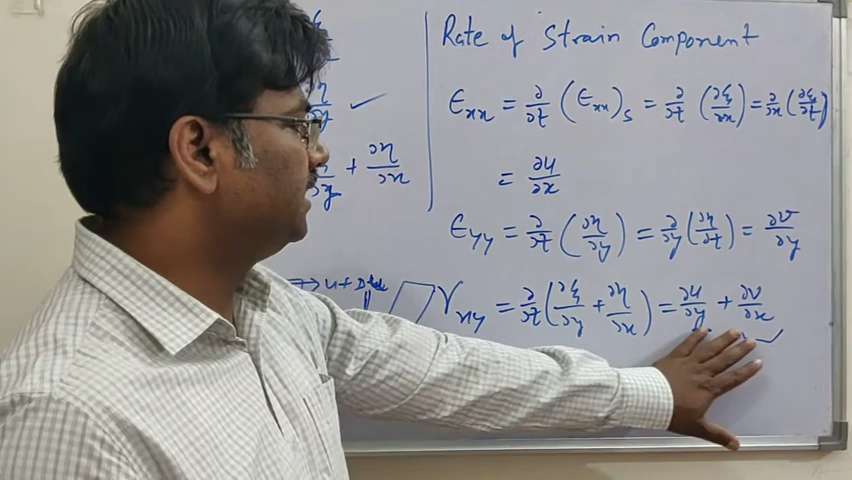 ∂η/∂y ✓
+ ∂η/∂x
→ u + 
Rate of Strain Component
ϵxx = ∂/∂t (ϵxx)s = ∂/∂t (∂ξ/∂x) = ∂/∂x (∂ξ/∂t)
= ∂u/∂x
ϵyy = ∂/∂t (∂η/∂y) = ∂/∂y (∂η/∂t) = ∂v/∂y
γxy = ∂/∂t (∂ξ/∂y + ∂η/∂x) = ∂u/∂y + ∂v/∂x